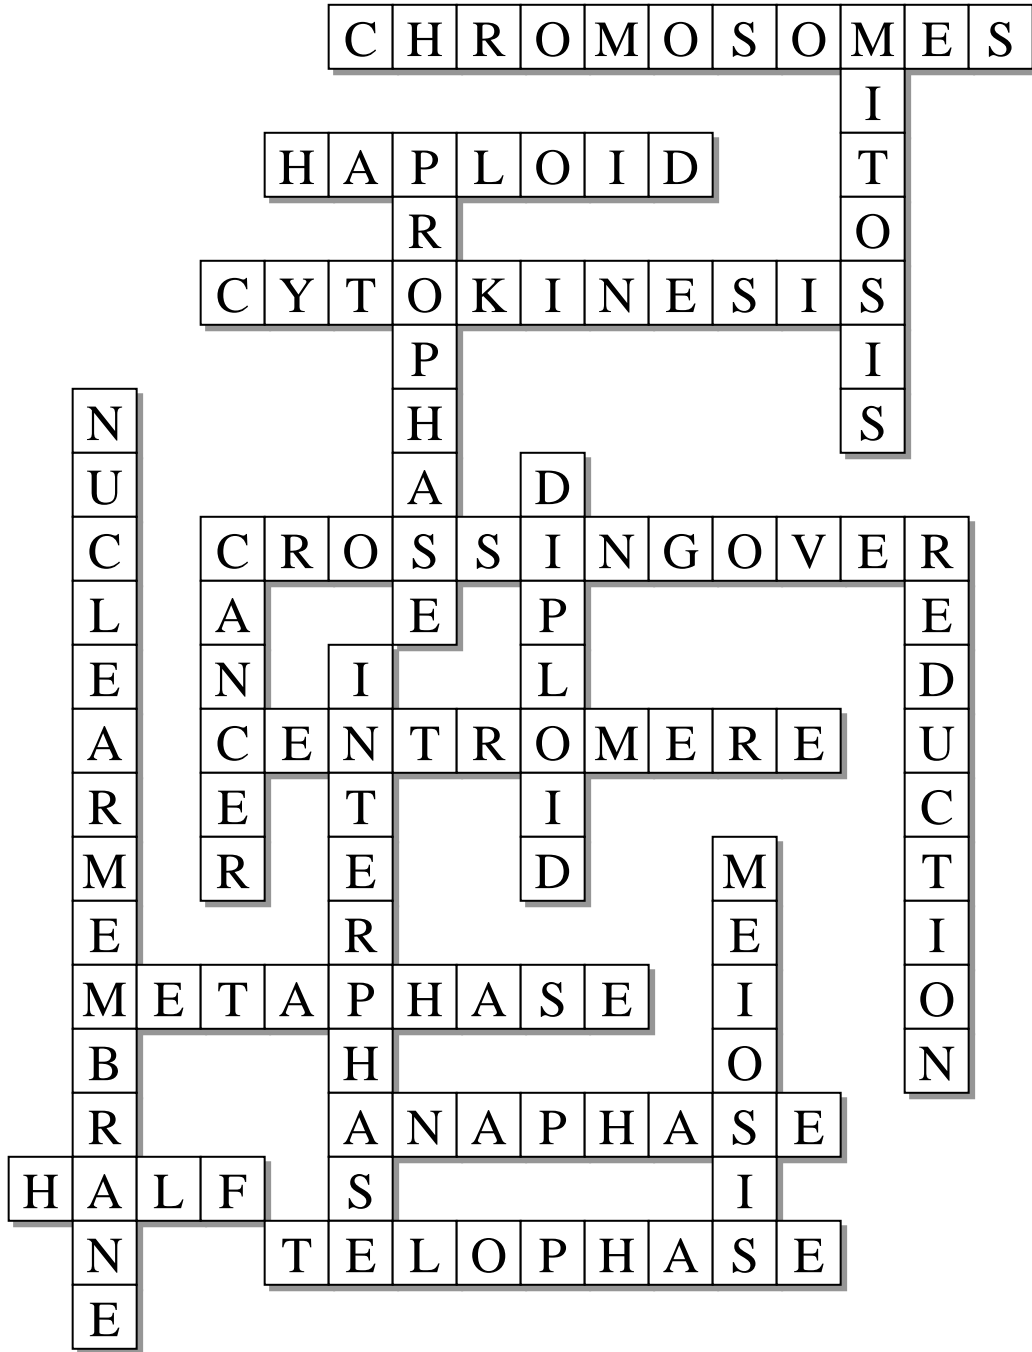 CHROMOSOMES
MITOSIS
HAPLOID
PROPHASE
CYTOKINESIS
NUCLEARMEMBRANE
DIPLOID
CROSSINGOVER
CANCER
REDUCTION
INTERPHASE
CENTROMERE
MEIOSIS
METAPHASE
ANAPHASE
HALF
TELOPHASE